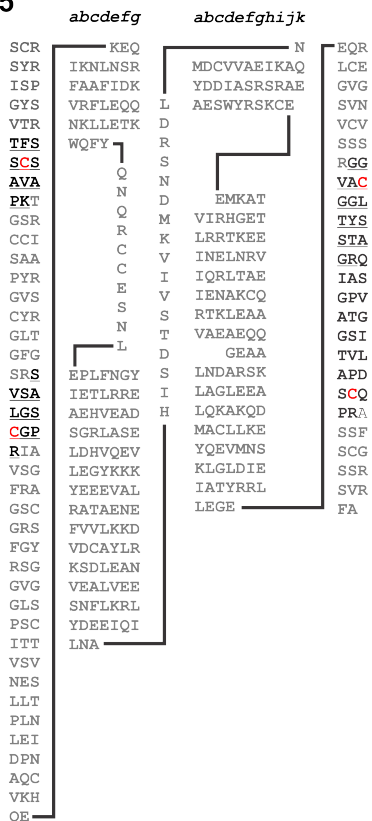 5
abcdefg
abcdefghijk
SCR
SYR
ISP
GYS
VTR
TFS
SCS
AVA
PKT
GSR
CCI
SAA
PYR
GVS
CYR
GLT
GFG
SRS
VSA
LGS
CGP
RIA
VSG
FRA
GSC
GRS
FGY
RSG
GVG
GLS
PSC
ITT
VSV
NES
LLT
PLN
LEI
DPN
AQC
VKH
OE
KEQ
IKNLNSR
FAAFIDK
VRFLEQQ
NKLLETK
WQFY
Q
N
Q
R
C
C
E
S
N
L
EPLFNGY
IETLRRE
AEHVEAD
SGRLASE
LDHVQEV
LEGYKKK
YEEEVAL
RATAENE
FVVLKKD
VDCAYLR
KSDLEAN
VEALVEE
SNFLKRL
YDEEIQI
LNA
L
D
R
S
N
D
M
K
V
I
V
S
T
D
S
I
H
N
MDCVVAEIKAQ
YDDIASRSRAE
AESWYRSKCE
EMKAT
VIRHGET
LRRTKEE
INELNRV
IQRLTAE
IENAKCQ
RTKLEAA
VAEAEQQ
GEAA
LNDARSK
LAGLEEA
LQKAKQD
MACLLKE
YQEVMNS
KLGLDIE
IATYRRL
LEGE
EQR
LCE
GVG
SVN
VCV
SSS
RGG
VAC
GGL
TYS
STA
GRQ
IAS
GPV
ATG
GSI
TVL
APD
SCQ
PRA
SSF
SCG
SSR
SVR
FA